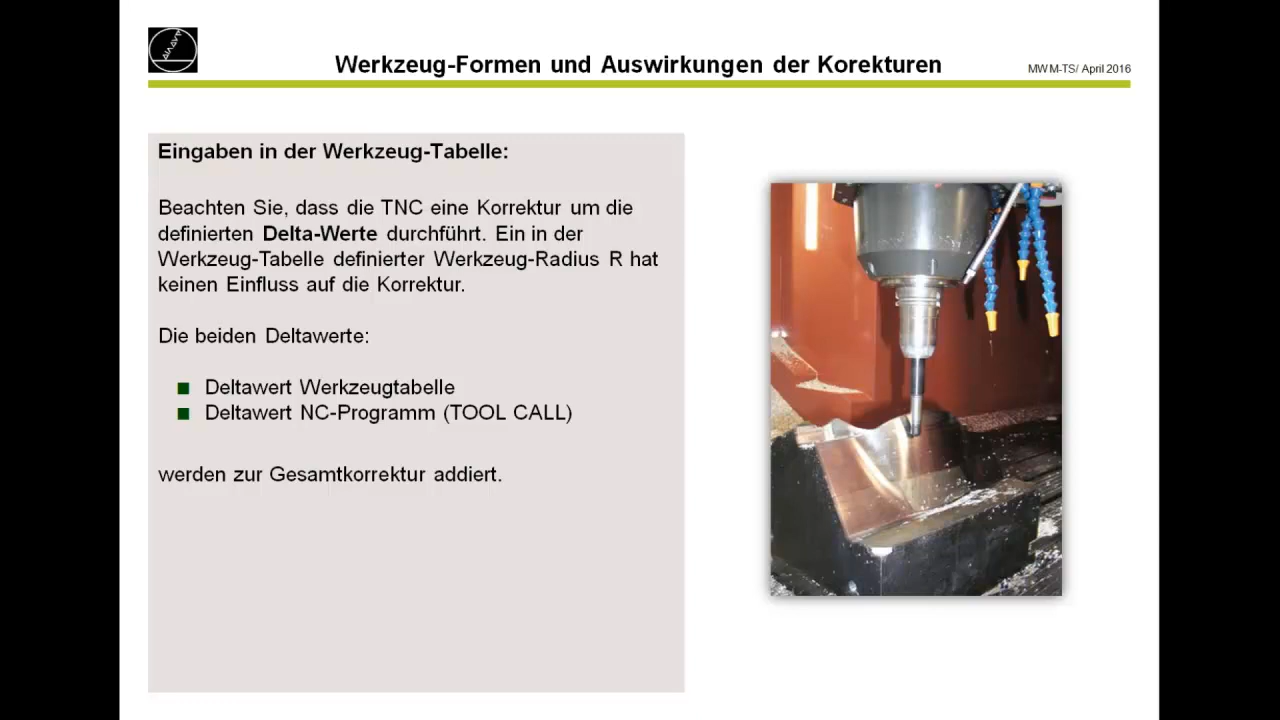 Werkzeug-Formen und Auswirkungen der Korekturen
MWM-TS/ April 2016
Eingaben in der Werkzeug-Tabelle:
Beachten Sie, dass die TNC eine Korrektur um die
definierten Delta-Werte durchführt. Ein in der
Werkzeug-Tabelle definierter Werkzeug-Radius R hat
keinen Einfluss auf die Korrektur.
Die beiden Deltawerte:
Deltawert Werkzeugtabelle
Deltawert NC-Programm (TOOL CALL)
werden zur Gesamtkorrektur addiert.